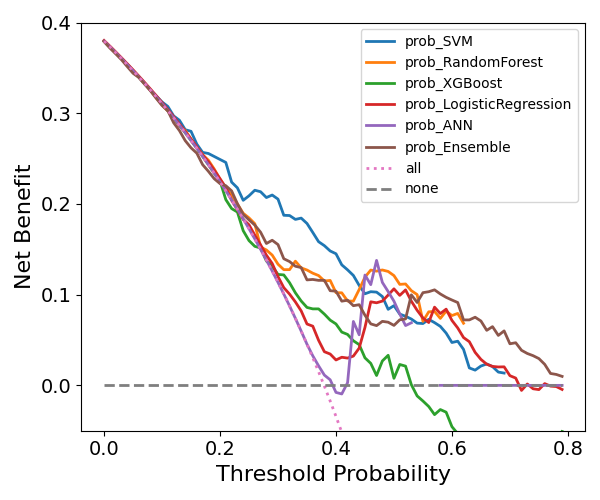 0.4
0.3
0.2
0.1
0.0
Net Benefit
prob_SVM
prob_RandomForest
prob_XGBoost
prob_LogisticRegression
prob_ANN
prob_Ensemble
all
none
0.0 0.2 0.4 0.6 0.8
Threshold Probability